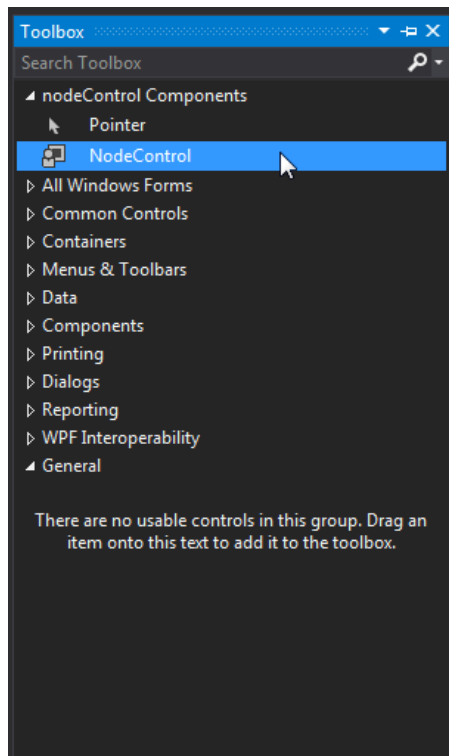 Toolbox
Search Toolbox
nodeControl Components
Pointer
NodeControl
All Windows Forms
Common Controls
Containers
Menus & Toolbars
Data
Components
Printing
Dialogs
Reporting
WPF Interoperability
General
There are no usable controls in this group. Drag an
item onto this text to add it to the toolbox.